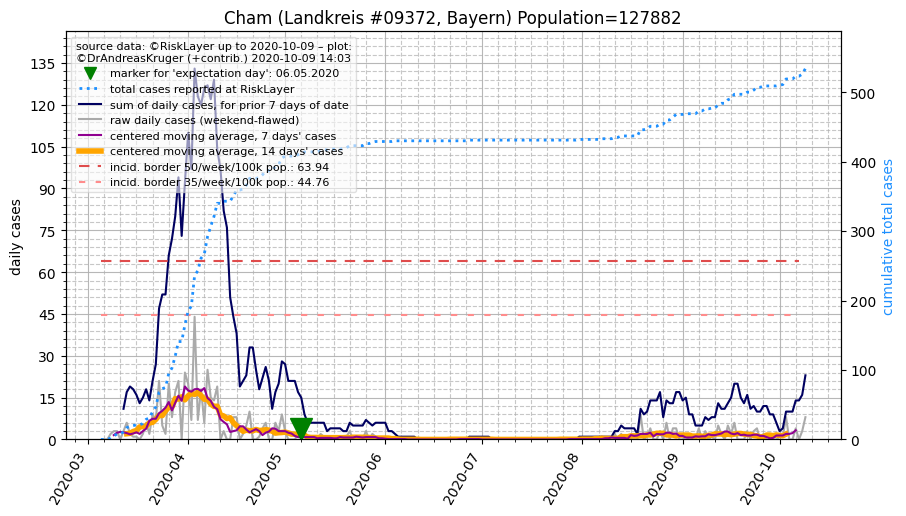 Cham (Landkreis #09372, Bayern) Population=127882
source data: ©RiskLayer up to 2020-10-09 – plot:
©DrAndreasKruger (+contrib.) 2020-10-09 14:03
marker for 'expectation day': 06.05.2020
total cases reported at RiskLayer
sum of daily cases, for prior 7 days of date
raw daily cases (weekend-flawed)
centered moving average, 7 days' cases
centered moving average, 14 days' cases
incid. border 50/week/100k pop.: 63.94
incid. border 35/week/100k pop.: 44.76
daily cases
135
120
105
90
75
60
45
30
15
0
500
400
300
200
100
0
cumulative total cases
2020-03
2020-04
2020-05
2020-06
2020-07
2020-08
2020-09
2020-10